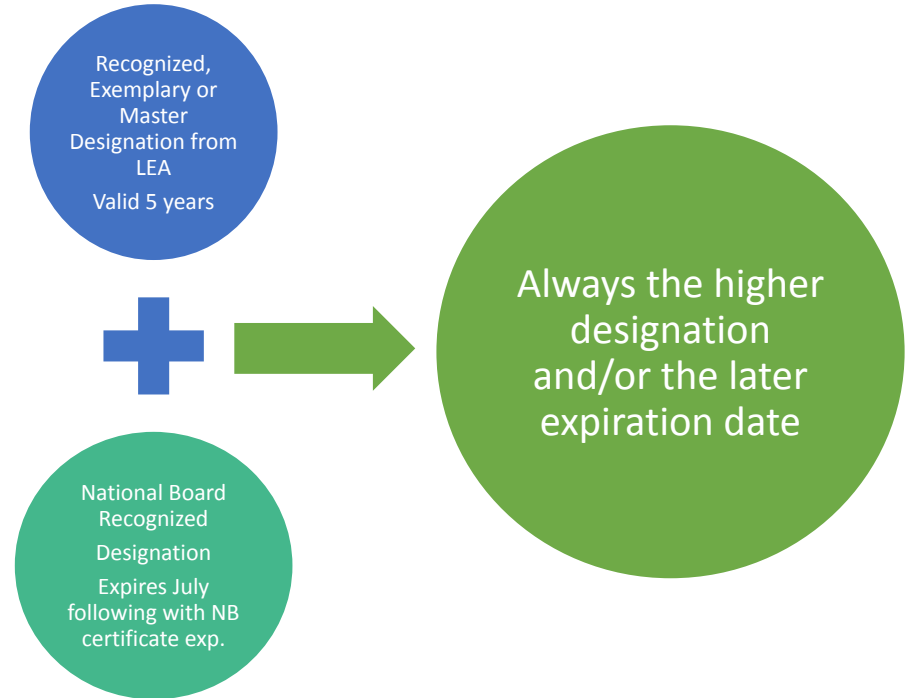 Recognized,
Exemplary or
Master
Designation from
LEA
Valid 5 years
National Board
Recognized
Designation
Expires July
following with NB
certificate exp.
Always the higher
designation
and/or the later
expiration date